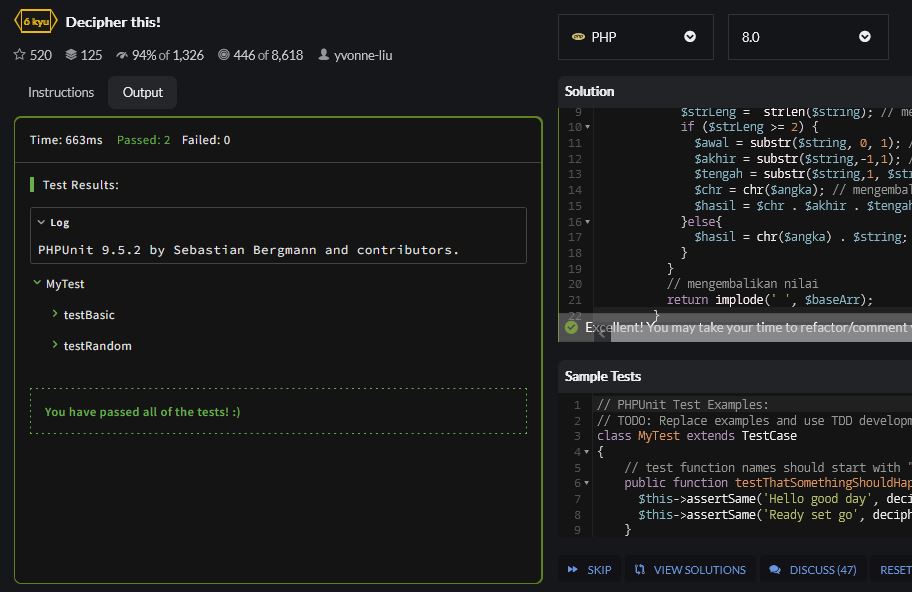 6 kyu Decipher this!
520 125 94% of 1,326 446 of 8,618 yvonne-liu
Instructions Output
Time: 663ms Passed: 2 Failed: 0
Test Results:
Log
PHPUnit 9.5.2 by Sebastian Bergmann and contributors.
MyTest
testBasic
testRandom
You have passed all of the tests! :)
PHP 8.0
Solution
9 $strLeng = strlen($string); // me
10 if ($strLeng >= 2) {
11 $awal = substr($string, 0, 1); /
12 $akhir = substr($string,-1,1); /
13 $tengah = substr($string,1, $str
14 $chr = chr($angka); // mengembal
15 $hasil = $chr . $akhir . $tengah
16 }else{
17 $hasil = chr($angka) . $string;
18 }
19 }
20 // mengembalikan nilai
21 return implode(' ', $baseArr);
22 }
Excellent! You may take your time to refactor/comment
Sample Tests
1 // PHPUnit Test Examples:
2 // TODO: Replace examples and use TDD developm
3 class MyTest extends TestCase
4 {
5 // test function names should start with "
6 public function testThatSomethingShouldHap
7 $this->assertSame('Hello good day', deci
8 $this->assertSame('Ready set go', deciph
9 }
SKIP VIEW SOLUTIONS DISCUSS (47) RESET